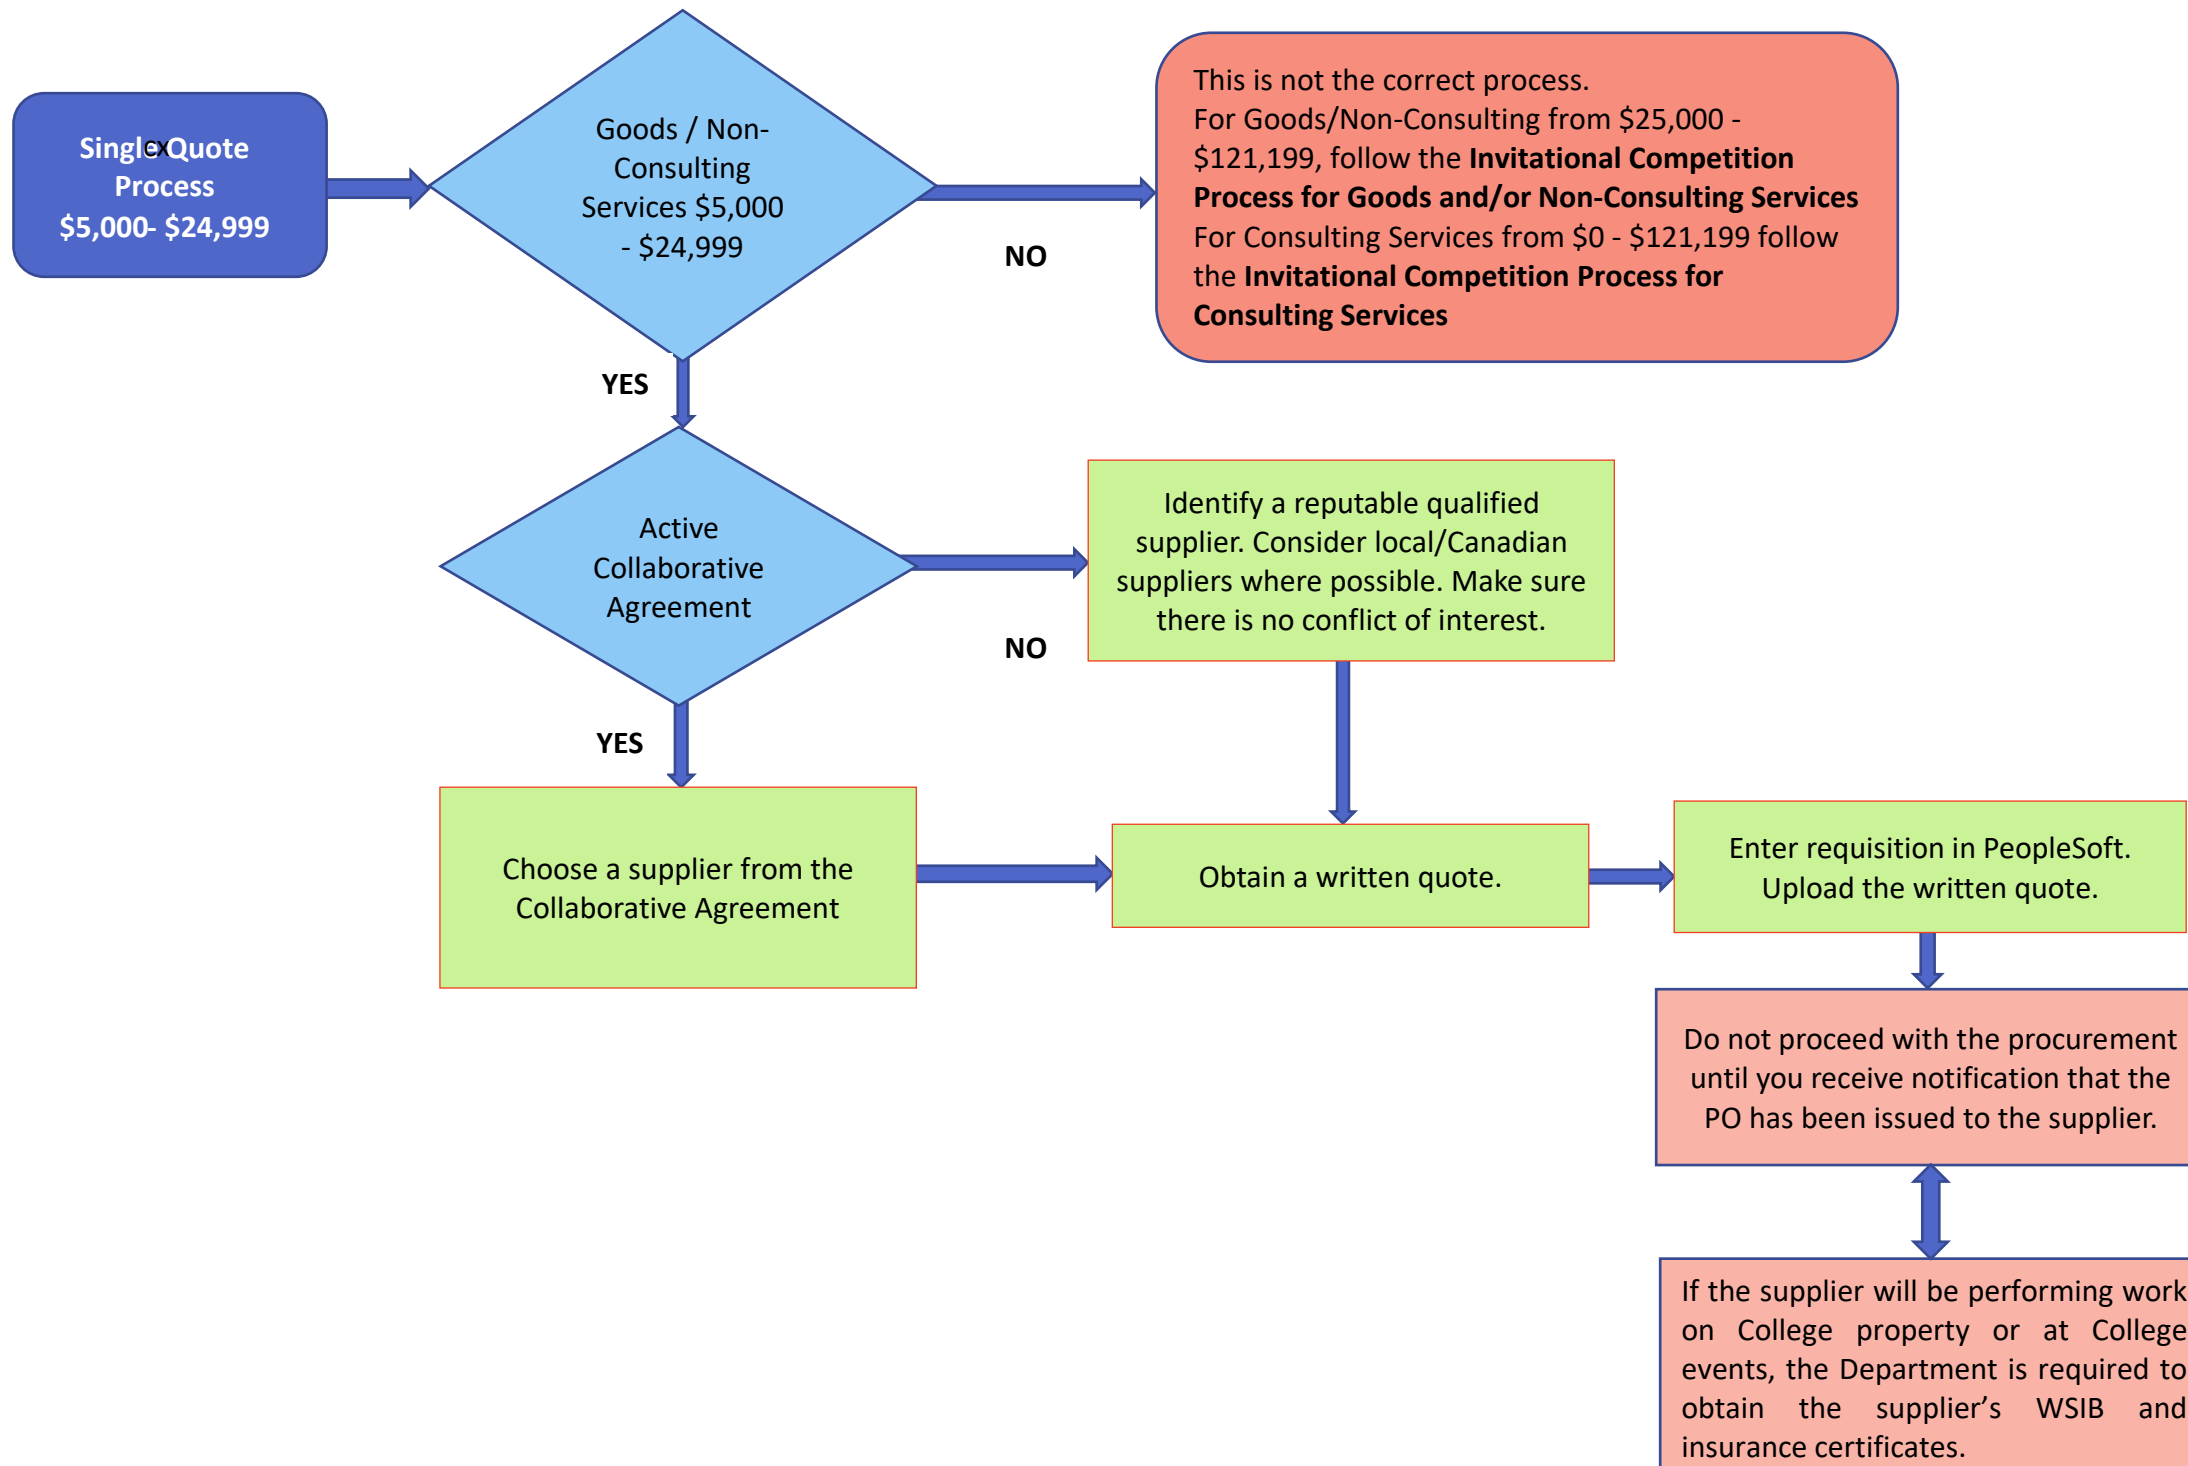 Single Quote
Process
$5,000- $24,999
ex
Goods / Non-
Consulting
Services $5,000
- $24,999
NO
This is not the correct process.
For Goods/Non-Consulting from $25,000 -
$121,199, follow the Invitational Competition
Process for Goods and/or Non-Consulting Services
For Consulting Services from $0 - $121,199 follow
the Invitational Competition Process for
Consulting Services
YES
Active
Collaborative
Agreement
NO
Identify a reputable qualified
supplier. Consider local/Canadian
suppliers where possible. Make sure
there is no conflict of interest.
YES
Choose a supplier from the
Collaborative Agreement
Obtain a written quote.
Enter requisition in PeopleSoft.
Upload the written quote.
Do not proceed with the procurement
until you receive notification that the
PO has been issued to the supplier.
If the supplier will be performing work
on College property or at College
events, the Department is required to
obtain the supplier’s WSIB and
insurance certificates.